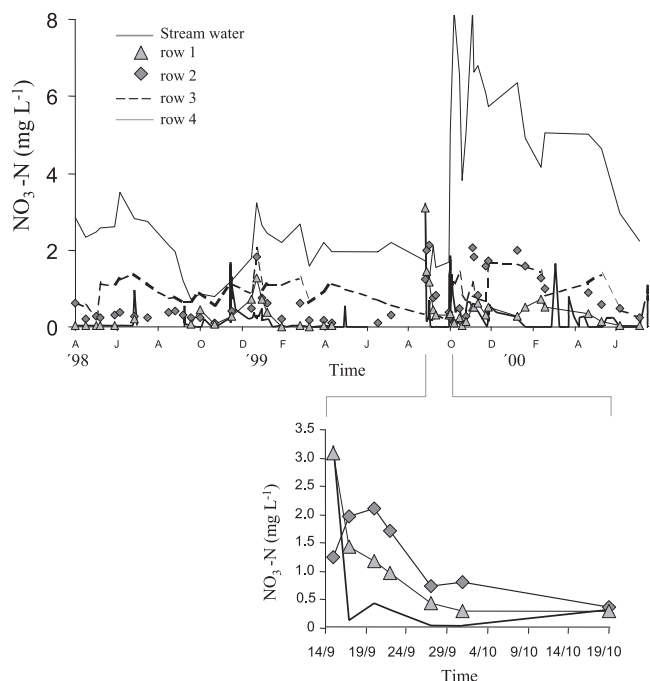 8
6
4
2
0
NO3 -N (mg L-1)
Stream water
row 1
row 2
row 3
row 4
A J A O D F A J A O D F A J
´98 ´99 ´00
Time
3.5
3.0
2.5
2.0
1.5
1.0
0.5
0
NO3 -N (mg L-1)
14/9 19/9 24/9 29/9 4/10 9/10 14/10 19/10
Time